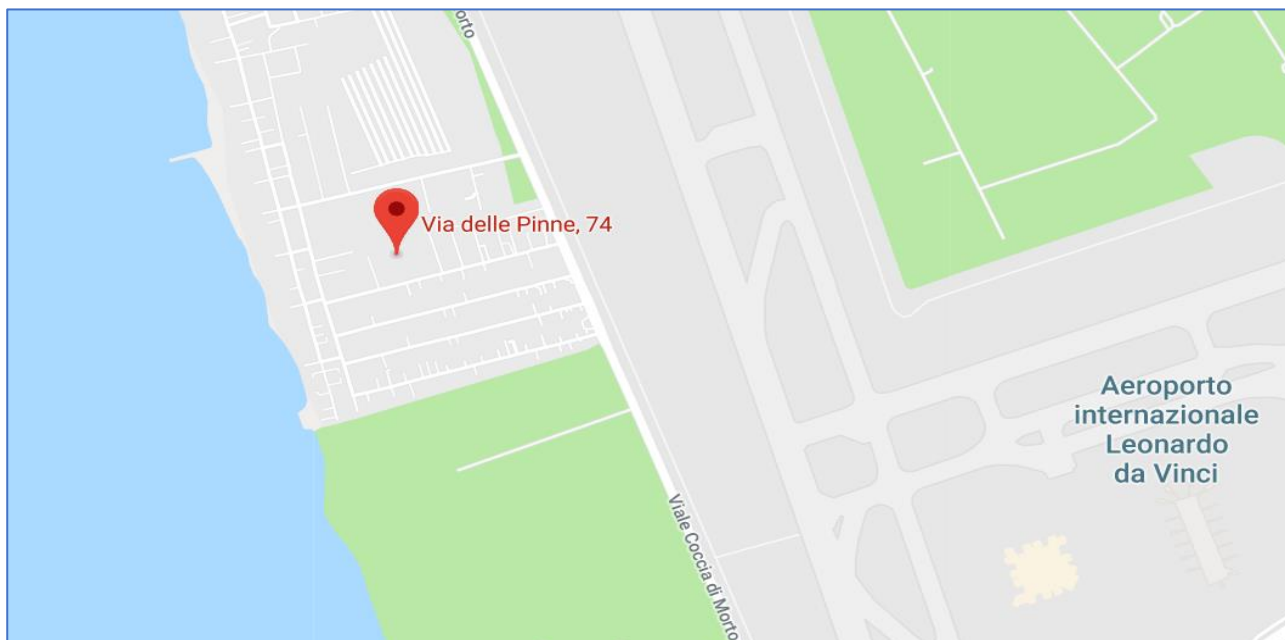 orto
Via delle Pinne, 74
Aeroporto
internazionale
Leonardo
da Vinci
Viale Coccia di Morto